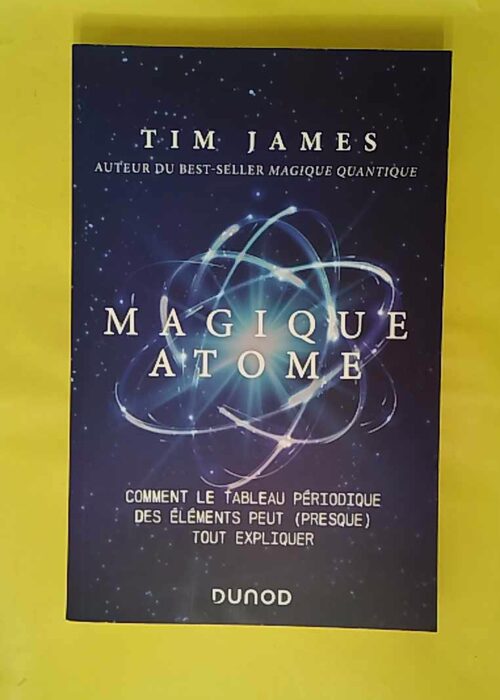 TIM JAMES
AUTEUR DU BEST-SELLER MAGIQUE QUANTIQUE
MAGIQUE
ATOME
COMMENT LE TABLEAU PÉRIODIQUE
DES ÉLÉMENTS PEUT (PRESQUE)
TOUT EXPLIQUER
DUNOD